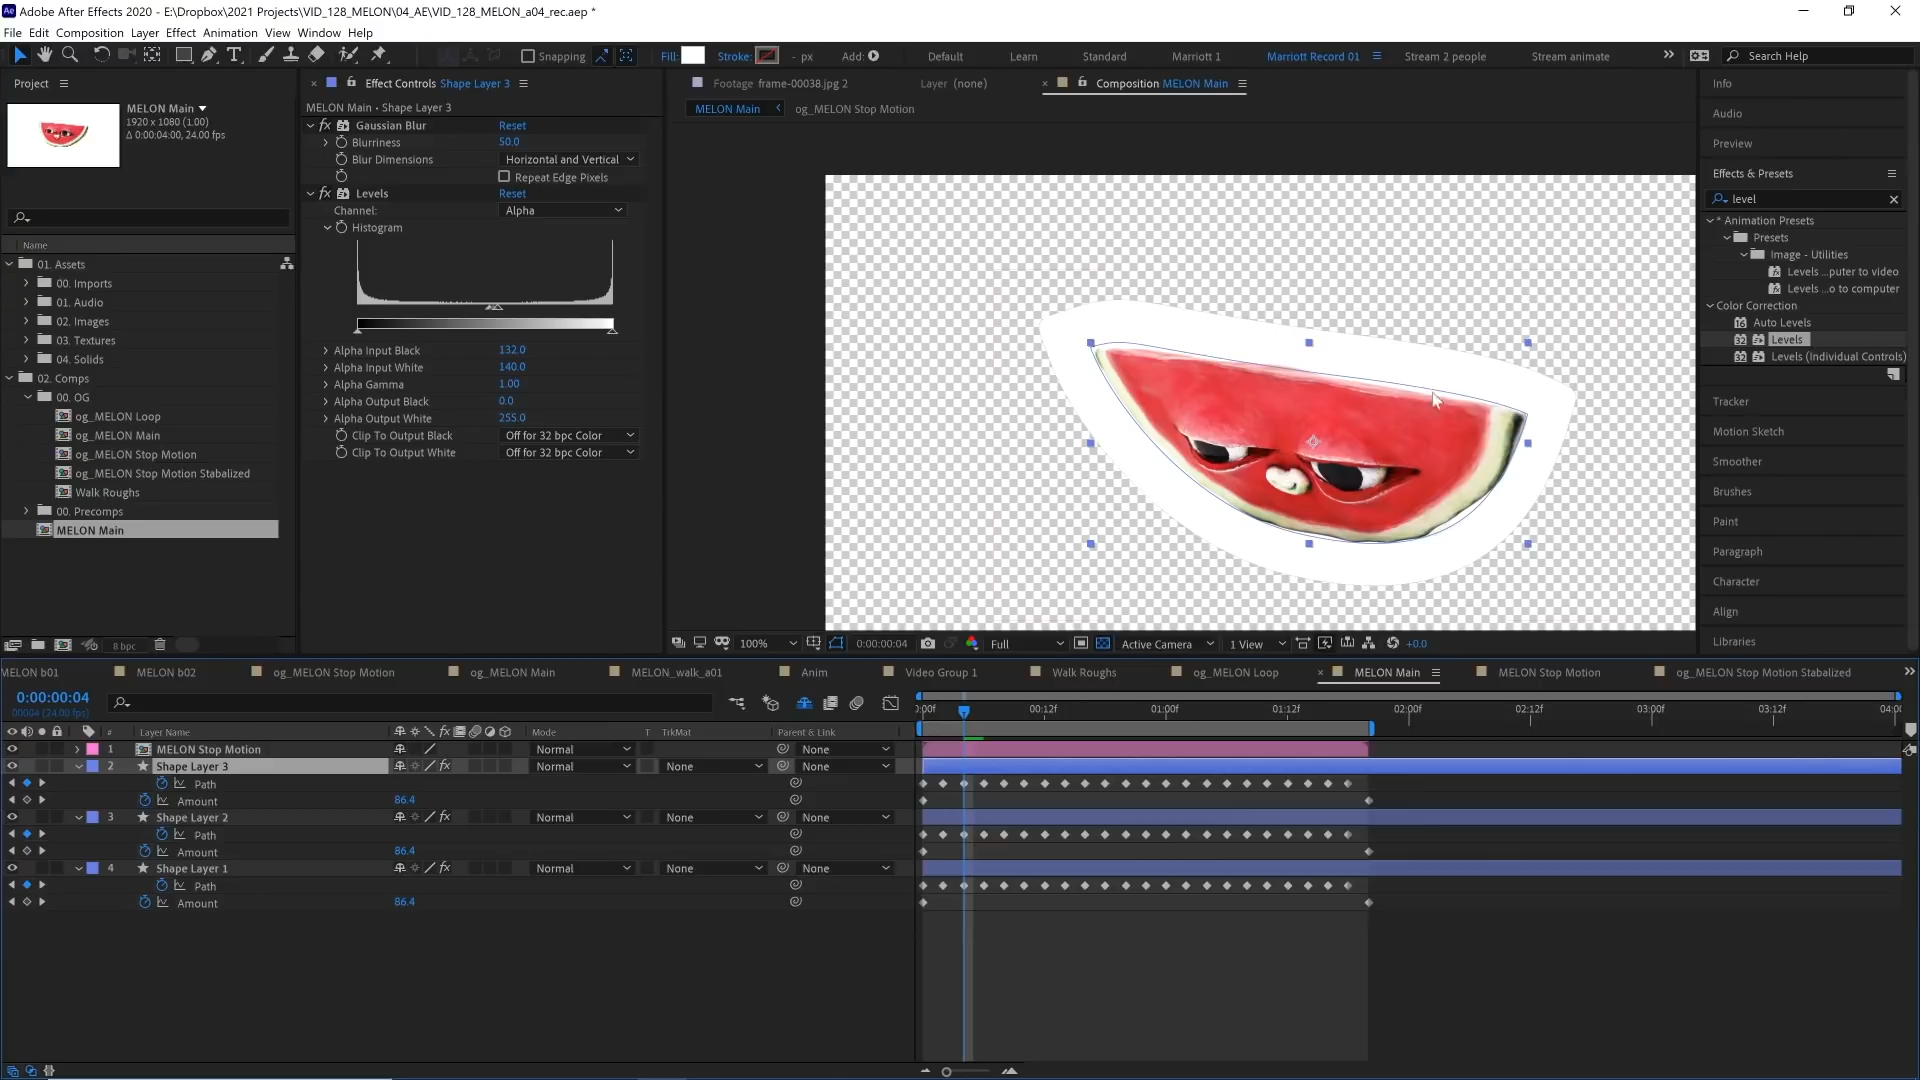 Adobe After Effects 2020 - E:\Dropbox\2021 Projects\VID_128_MELON\04_AE\VID_128_MELON_a04_rec.aep *
File Edit Composition Layer Effect Animation View Window Help
Snapping Fill: Stroke: - px Add: Default Learn Standard Marriott 1 Marriott Record 01 Stream 2 people Stream animate Search Help
Project
MELON Main
1920 x 1080 (1.00)
Δ 0:00:04:00, 24.00 fps
Name
01. Assets
00. Imports
01. Audio
02. Images
03. Textures
04. Solids
02. Comps
00. OG
og_MELON Loop
og_MELON Main
og_MELON Stop Motion
og_MELON Stop Motion Stabalized
Walk Roughs
00. Precomps
MELON Main
8 bpc
Effect Controls Shape Layer 3
MELON Main • Shape Layer 3
fx Gaussian Blur Reset
Blurriness 50.0
Blur Dimensions Horizontal and Vertical
Repeat Edge Pixels
fx Levels Reset
Channel: Alpha
Histogram
Alpha Input Black 132.0
Alpha Input White 140.0
Alpha Gamma 1.00
Alpha Output Black 0.0
Alpha Output White 255.0
Clip To Output Black Off for 32 bpc Color
Clip To Output White Off for 32 bpc Color
Footage frame-00038.jpg 2 Layer (none) Composition MELON Main
MELON Main og_MELON Stop Motion
100% 0:00:00:04 Full Active Camera 1 View +0.0
Info
Audio
Preview
Effects & Presets
level
* Animation Presets
Presets
Image - Utilities
Levels ...puter to video
Levels ...o to computer
Color Correction
Auto Levels
Levels
Levels (Individual Controls)
Tracker
Motion Sketch
Smoother
Brushes
Paint
Paragraph
Character
Align
Libraries
MELON b01 MELON b02 og_MELON Stop Motion og_MELON Main MELON_walk_a01 Anim Video Group 1 Walk Roughs og_MELON Loop MELON Main MELON Stop Motion og_MELON Stop Motion Stabalized
0:00:00:04
00004 (24.00 fps)
:00f 00:12f 01:00f 01:12f 02:00f 02:12f 03:00f 03:12f 04:00
# Layer Name Mode T TrkMat Parent & Link
1 MELON Stop Motion Normal None
2 Shape Layer 3 fx Normal None None
Path
Amount 86.4
3 Shape Layer 2 fx Normal None None
Path
Amount 86.4
4 Shape Layer 1 fx Normal None None
Path
Amount 86.4